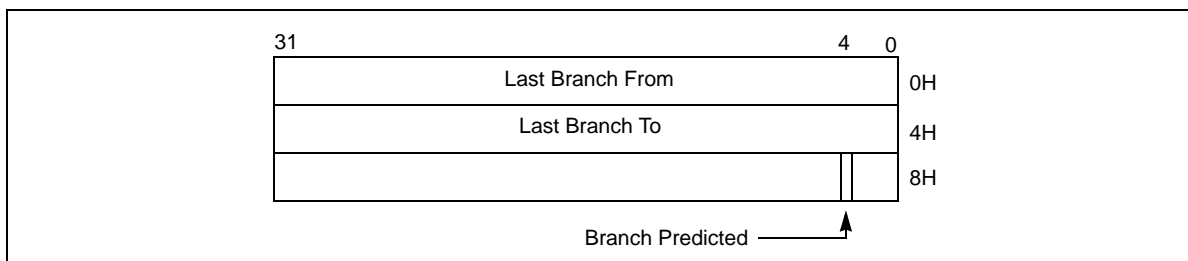 31 4 0
Last Branch From 0H
Last Branch To 4H
8H
Branch Predicted